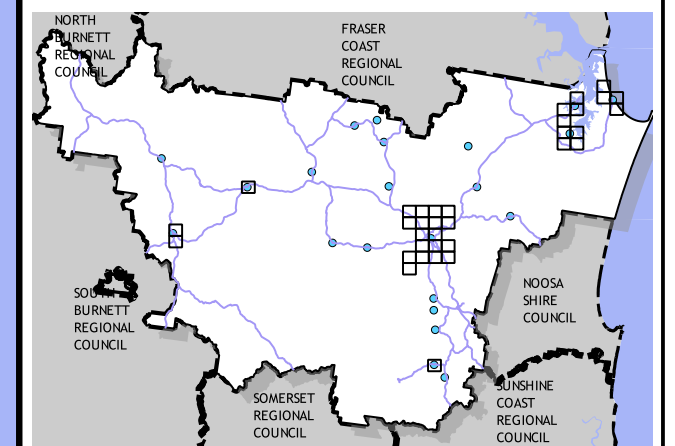 NORTH
BURNETT
REGIONAL
COUNCIL
FRASER
COAST
REGIONAL
COUNCIL
SOUTH
BURNETT
REGIONAL
COUNCIL
NOOSA
SHIRE
COUNCIL
SOMERSET
REGIONAL
COUNCIL
SUNSHINE
COAST
REGIONAL
COUNCIL